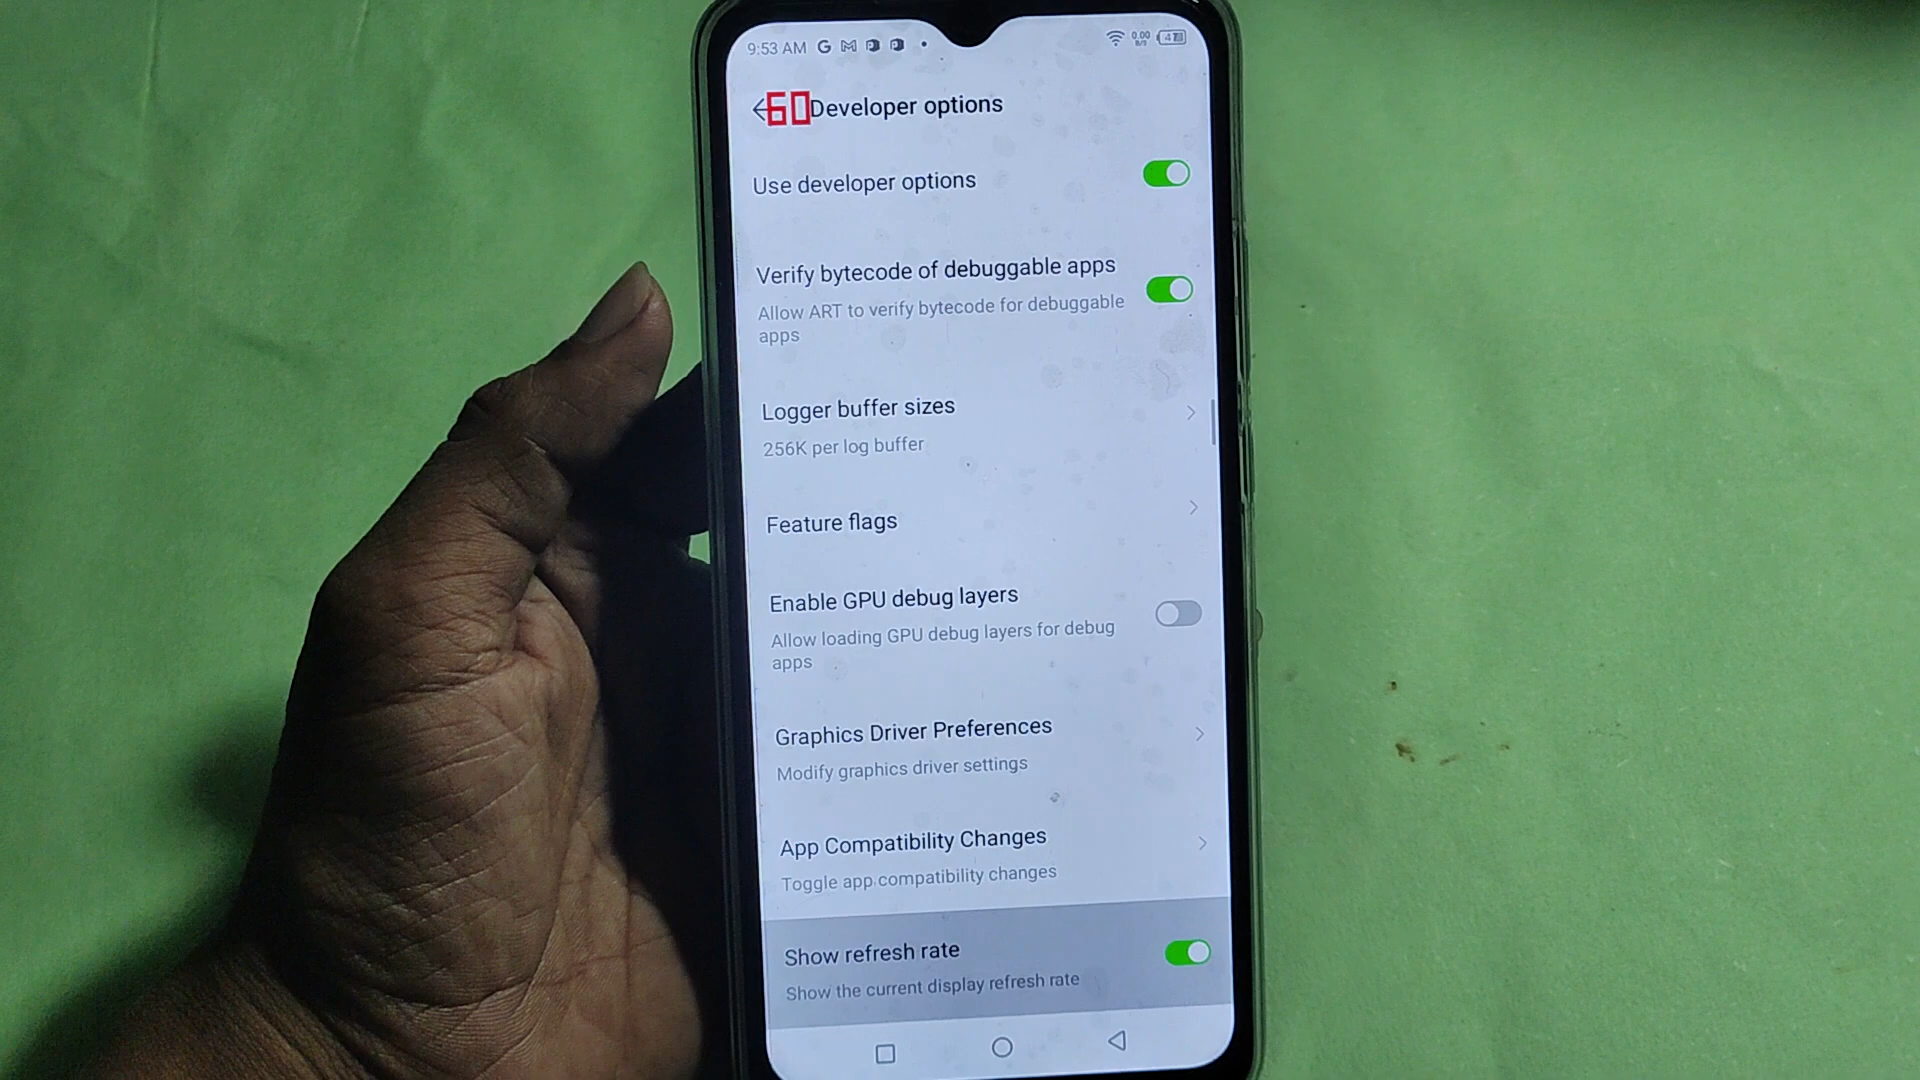 9:53 AM G M 0.00 B/S 47
60 Developer options
Use developer options
Verify bytecode of debuggable apps
Allow ART to verify bytecode for debuggable
apps
Logger buffer sizes
256K per log buffer
Feature flags
Enable GPU debug layers
Allow loading GPU debug layers for debug
apps
Graphics Driver Preferences
Modify graphics driver settings
App Compatibility Changes
Toggle app compatibility changes
Show refresh rate
Show the current display refresh rate